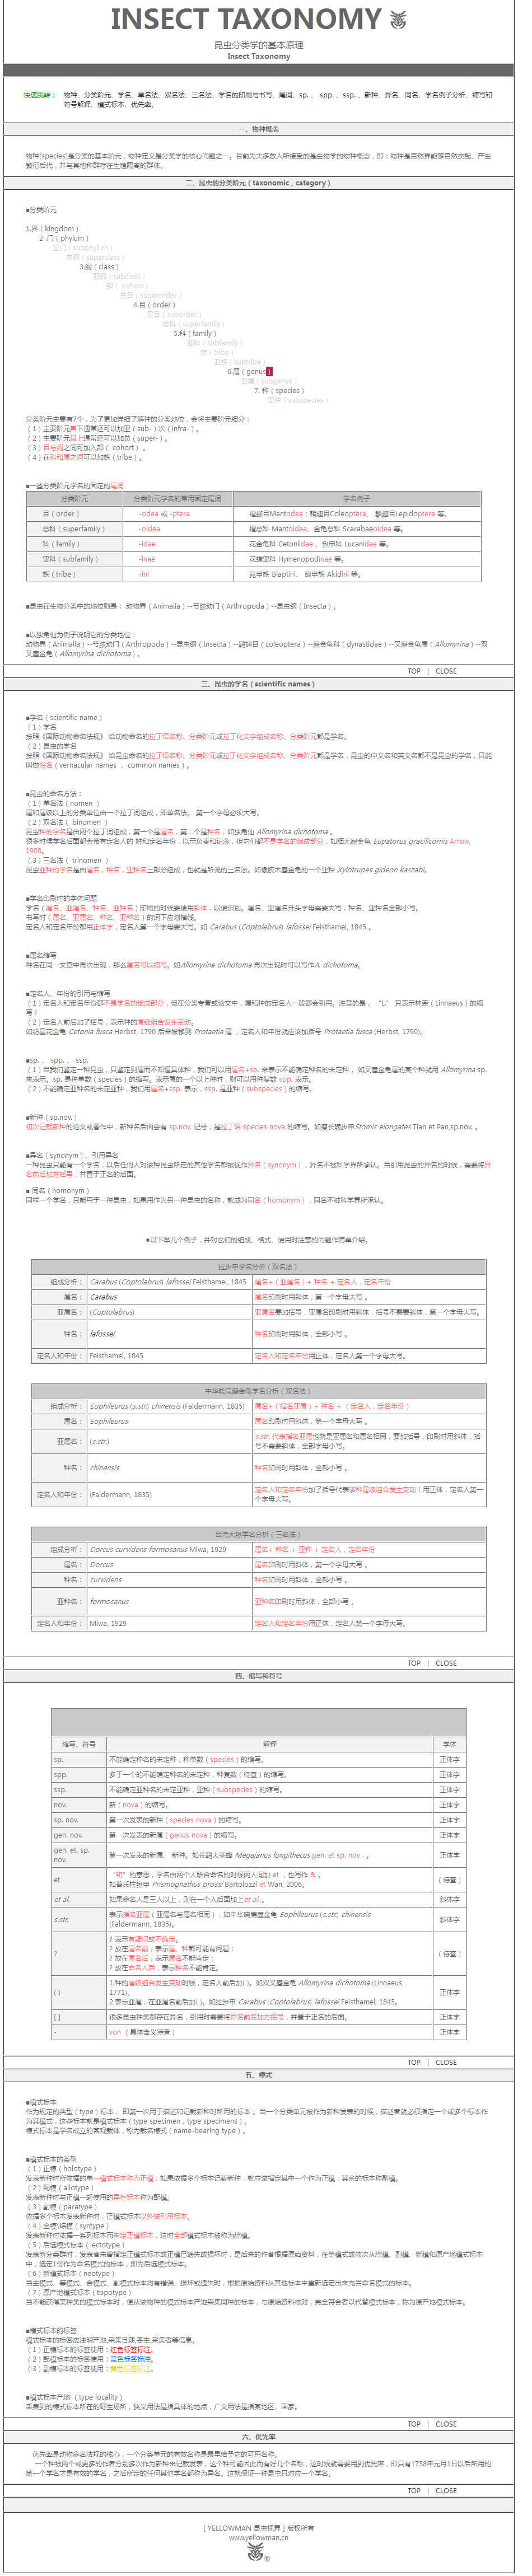 INSECT TAXONOMY
昆虫分类学的基本原理
Insect Taxonomy
快速跳转： 物种、分类阶元、学名、单名法、双名法、三名法、学名的印刷与书写、尾词、sp. 、 spp. 、ssp. 、新种、异名、同名、学名例子分析、缩写和
符号解释、模式标本、优先率。
一、物种概念
物种(species)是分类的基本阶元，物种定义是分类学的核心问题之一。目前为大多数人所接受的是生物学的物种概念，即：物种是自然界能够自然交配、产生
繁衍后代，并与其他种群存在生殖隔离的群体。
二、昆虫的分类阶元（taxonomic , category）
■分类阶元
1.界（kingdom）
2 .门（phylum）
亚门（subphylum）
总纲（superclass）
3.纲（class）
亚纲（subclass）
部（ cohort）
总目（superorder）
4.目（order）
亚目（suborder）
总科（superfamily）
5.科（family）
亚科（subfamily）
族（tribe）
亚族（subtribe）
6.属（genus）
亚属（subgenus）
7. 种（species）
亚种（subspecies）
分类阶元主要有7个，为了更加详细了解种的分类地位，会将主要阶元细分：
（1）主要阶元其下通常还可以加亚（sub-）次（infra-）。
（2）主要阶元其上通常还可以加总（super-）。
（3）目与纲之间可加入部（ cohort）。
（4）在科和属之间可以加族（tribe）。
■一些分类阶元学名的固定的尾词
分类阶元 分类阶元学名的常用固定尾词 学名例子
目（order） -odea 或 -ptera 螳螂目Mantodea；鞘翅目Coleoptera、 鳞翅目Lepidoptera 等。
总科（superfamily） -oidea 螳总科 Mantoidea、金龟总科 Scarabaeoidea 等。
科（family） -idae 花金龟科 Cetoniidae 、锹甲科 Lucanidae 等。
亚科（subfamily） -inae 花螳亚科 Hymenopodinae 等。
族（tribe） -ini 琵甲族 Blaptini、 鳖甲族 Akidini 等。
■昆虫在生物分类中的地位则是： 动物界（Animalia）--节肢动门（Arthropoda）--昆虫纲（Insecta）。
■以独角仙为例子说明它的分类地位：
动物界（Animalia）--节肢动门（Arthropoda）--昆虫纲（Insecta）--鞘翅目（coleoptera）--犀金龟科（dynastidae）--叉犀金龟属（Allomyrina）--双
叉犀金龟（Allomyrina dichotoma）。
TOP | CLOSE
三、昆虫的学名（scientific names）
■学名（scientific name）
（1）学名
按照《国际动物命名法规》 给动物命名的拉丁语名称、分类阶元或拉丁化文字组成名称、分类阶元都是学名。
（2）昆虫的学名
按照《国际动物命名法规》 给昆虫命名的拉丁语名称、分类阶元或拉丁化文字组成名称、分类阶元都是学名，昆虫的中文名和英文名都不是昆虫的学名，只能
叫做俗名（vernacular names 、 common names）。
■昆虫的命名方法：
（1）单名法（nomen ）
属和属级以上的分类单位由一个拉丁词组成，即单名法。 第一个字母必须大写。
（2）双名法（ binomen ）
昆虫种的学名是由两个拉丁词组成，第一个是属名，第二个是种名，如独角仙 Allomyrina dichotoma 。
很多时候学名后面都会带有定名人的 姓和定名年份，以示负责和纪念，但它们都不是学名的组成部分，如细尤犀金龟 Eupatorus gracilicornis Arrow,
1908。
（3）三名法（ trinomen ）
昆虫亚种的学名是由属名，种名，亚种名三部分组成，也就是所说的三名法。如橡胶木犀金龟的一个亚种 Xylotrupes gideon kaszabi。
■学名印刷时的字体问题
学名（属名、亚属名、种名、亚种名）印刷的时候要使用斜体，以便识别。属名、亚属名开头字母需要大写，种名、亚种名全部小写。
书写时（属名、亚属名、种名、亚种名）的词下应划横线。
定名人和定名年份都用正体字，定名人第一个字母要大写。如 Carabus (Coptolabrus) lafossei Feisthamel, 1845 。
■属名缩写
种名在同一文章中再次出现，那么属名可以缩写。如Allomyrina dichotoma 再次出现时可以写作A. dichotoma。
■定名人、年份的引用与缩写
（1）定名人和定名年份都不是学名的组成部分，但在分类专著或论文中，属和种的定名人一般都会引用。注意的是， “L.” 只表示林奈（Linnaeus）的缩
写！
（2）定名人前后加了括号，表示种的属级组合发生变动。
如纺星花金龟 Cetonia fusca Herbst, 1790 后来被移到 Protaetia 属 ，定名人和年份就应该加括号 Protaetia fusca (Herbst, 1790)。
■sp. 、 spp. 、 ssp.
（1）当我们鉴定一种昆虫，只鉴定到属而不知道具体种，我们可以用属名+sp. 来表示不能确定种名的未定种 。如叉犀金龟属的某个种就用 Allomyrina sp.
来表示。sp. 是种单数（species）的缩写。表示属的一个以上种时，则可以用种复数 spp. 表示。
（2）不能确定亚种名的未定亚种，我们用属名+ssp. 表示，ssp. 是亚种（subspecies）的缩写。
■新种（sp.nov.）
初次记载新种的论文或著作中，新种名后面会有 sp.nov. 记号，是拉丁语 species nova 的缩写。如瘦长躯步甲Stomis elongates Tian et Pan,sp.nov. 。
■异名（synonym）、引用异名
一种昆虫只能有一个学名，以后任何人对该种昆虫所定的其他学名都被视作异名（synonym），异名不被科学界所承认。当引用昆虫的异名的时候，需要将异
名前后加方括号，并置于正名的后面。
■ 同名（homonym）
同样一个学名，只能用于一种昆虫，如果用作为另一种昆虫的名称，就成为同名（homonym），同名不被科学界所承认。
♦以下举几个例子，并对它们的组成、格式、使用时注意的问题作简单介绍。
拉步甲学名分析（双名法）
组成分析： Carabus (Coptolabrus) lafossei Feisthamel, 1845 属名+（亚属名）+ 种名 + 定名人，定名年份
属名： Carabus 属名印刷时用斜体，第一个字母大写 。
亚属名： (Coptolabrus) 亚属名要加括号，亚属名印刷时用斜体，括号不需要斜体，第一个字母大写。
种名： lafossei 种名印刷时用斜体，全部小写 。
定名人和年份： Feisthamel, 1845 定名人和定名年份用正体，定名人第一个字母大写。
中华晓扁犀金龟学名分析（双名法）
组成分析： Eophileurus (s.str.) chinensis (Faldermann, 1835) 属名+（指名亚属）+ 种名 + （定名人，定名年份）
属名： Eophileurus 属名印刷时用斜体，第一个字母大写 。
亚属名： (s.str.) s.str. 代表指名亚属也就是亚属名和属名相同，要加括号，印刷时用斜体，括
号不需要斜体，全部字母小写。
种名： chinensis 种名印刷时用斜体，全部小写 。
定名人和年份： (Faldermann, 1835) 定名人和定名年份加了括号代表该种属级组合发生变动！用正体，定名人第一
个字母大写。
台湾大锹学名分析（三名法）
组成分析： Dorcus curvidens formosanus Miwa, 1929 属名+ 种名 + 亚种 + 定名人，定名年份
属名： Dorcus 属名印刷时用斜体，第一个字母大写 。
种名： curvidens 种名印刷时用斜体，全部小写 。
亚种名： formosanus 亚种名印刷时用斜体，全部小写 。
定名人和年份： Miwa, 1929 定名人和定名年份用正体，定名人第一个字母大写。
TOP | CLOSE
四、缩写和符号
缩写、符号 解释 字体
sp. 不能确定种名的未定种，种单数（species）的缩写。 正体字
spp. 多于一个的不能确定种名的未定种，种复数（待查）的缩写。 正体字
ssp. 不能确定亚种名的未定亚种，亚种（subspecies）的缩写。 正体字
nov. 新（nova）的缩写。 正体字
sp. nov. 第一次发表的新种（species nova）的缩写。 正体字
gen. nov. 第一次发表的新属（genus nova）的缩写。 正体字
gen. et. sp.
nov. 第一次发表的新属、 新种。如长翻大蕈蜂 Megajanus longithecus gen. et sp. nov . 。 正体字
et “和”的意思，学名由两个人联合命名的时候两人间加 et ，也写作 & 。
如普氏柱锹甲 Prismognathus prossi Bartolozzi et Wan, 2006。 （待查）
et al. 如果命名人是三人以上，则在一个人后面加上et al. 。 斜体字
s.str. 表示指名亚属（亚属名与属名相同），如中华晓扁犀金龟 Eophileurus (s.str.) chinensis
(Faldermann, 1835)。 斜体字
? ? 表示有疑问或不确定。
? 放在属名前，表示属、种都可能有问题；
? 放在属名后，表示属名不能肯定；
? 放在命名人后，表示种名不能肯定。 （待查）
( ) 1.种的属级组合发生变动时候，定名人前后加( )。如双叉犀金龟 Allomyrina dichotoma (Linnaeus,
1771)。
2.表示亚属，在亚属名前后加( )。如拉步甲 Carabus (Coptolabrus) lafossei Feisthamel, 1845。 正体字
[ ] 很多昆虫种类都存在异名，引用时需要将异名前后加方括号，并置于正名的后面。 正体字
- von （具体含义待查） 正体字
TOP | CLOSE
五、模式
■模式标本
作为规定的典型（type）标本， 即第一次用于描述和记载新种时所用的标本 。当一个分类单元被作为新种发表的时候，描述者就必须指定一个或多个标本作
为其模式，这些标本就是模式标本（type specimen，type specimens）。
模式标本是学名成立的客观载体，称为载名模式（name-bearing type）。
■模式标本的类型
（1）正模（holotype）
发表新种时所依据的单一模式标本称为正模，如果依据多个标本记载新种，就应该指定其中一个作为正模，其余的标本称副模。
（2）配模（allotype）
发表新种时与正模一起使用的异性标本称为配模。
（3）副模（paratype）
依据多个标本发表新种时，正模式标本以外被引用标本。
（4）全模\综模（syntype）
发表新种时依据一系列标本而未定正模标本，这时全部模式标本被称为综模。
（5）后选模式标本（lectotype）
发表新分类群时，发表者未曾指定正模式标本或正模已遗失或损坏时，是后来的作者根据原始资料，在等模式或依次从综模、副模、新模和原产地模式标本
中，选定1份作为命名模式的标本，即为后选模式标本。
（6）新模式标本（neotype）
当主模式、等模式、合模式、副模式标本均有错误、损坏或遗失时，根据原始资料从其他标本中重新选定出来充当命名模式的标本。
（7）原产地模式标本（topotype）
当不能获得某种类的模式标本时，便从该物种的模式标本产地采集同种的标本，与原始资料核对，完全符合者以代替模式标本，称为原产地模式标本。
■模式标本的标签
模式标本的标签应注明产地,采集日期,寄主,采集者等信息。
（1）正模标本的标签使用：红色标签标注。
（2）配模标本的标签使用：蓝色标签标注。
（3）副模标本的标签使用：黄色标签标注。
■模式标本产地 （type locality）
采集到的模式标本所在的野生场所，狭义用法是指具体的地点，广义用法是指某地区、国家。
TOP | CLOSE
六、优先率
优先率是动物命名法规的核心，一个分类单元的有效名称是最早给予它的可用名称。
一个种被两个或更多的作者分别多次作为新种来记载发表，这个种可能因此而有好几个名称，这时候就需要用到优先率，即只有1758年元月1日以后所用的
第一个学名才是有效的学名，之后所定的任何其他学名都称为异名。这就保证一种昆虫只对应一个学名。
TOP | CLOSE
[ YELLOWMAN 昆虫视界 ] 版权所有
www.yellowman.cn
®